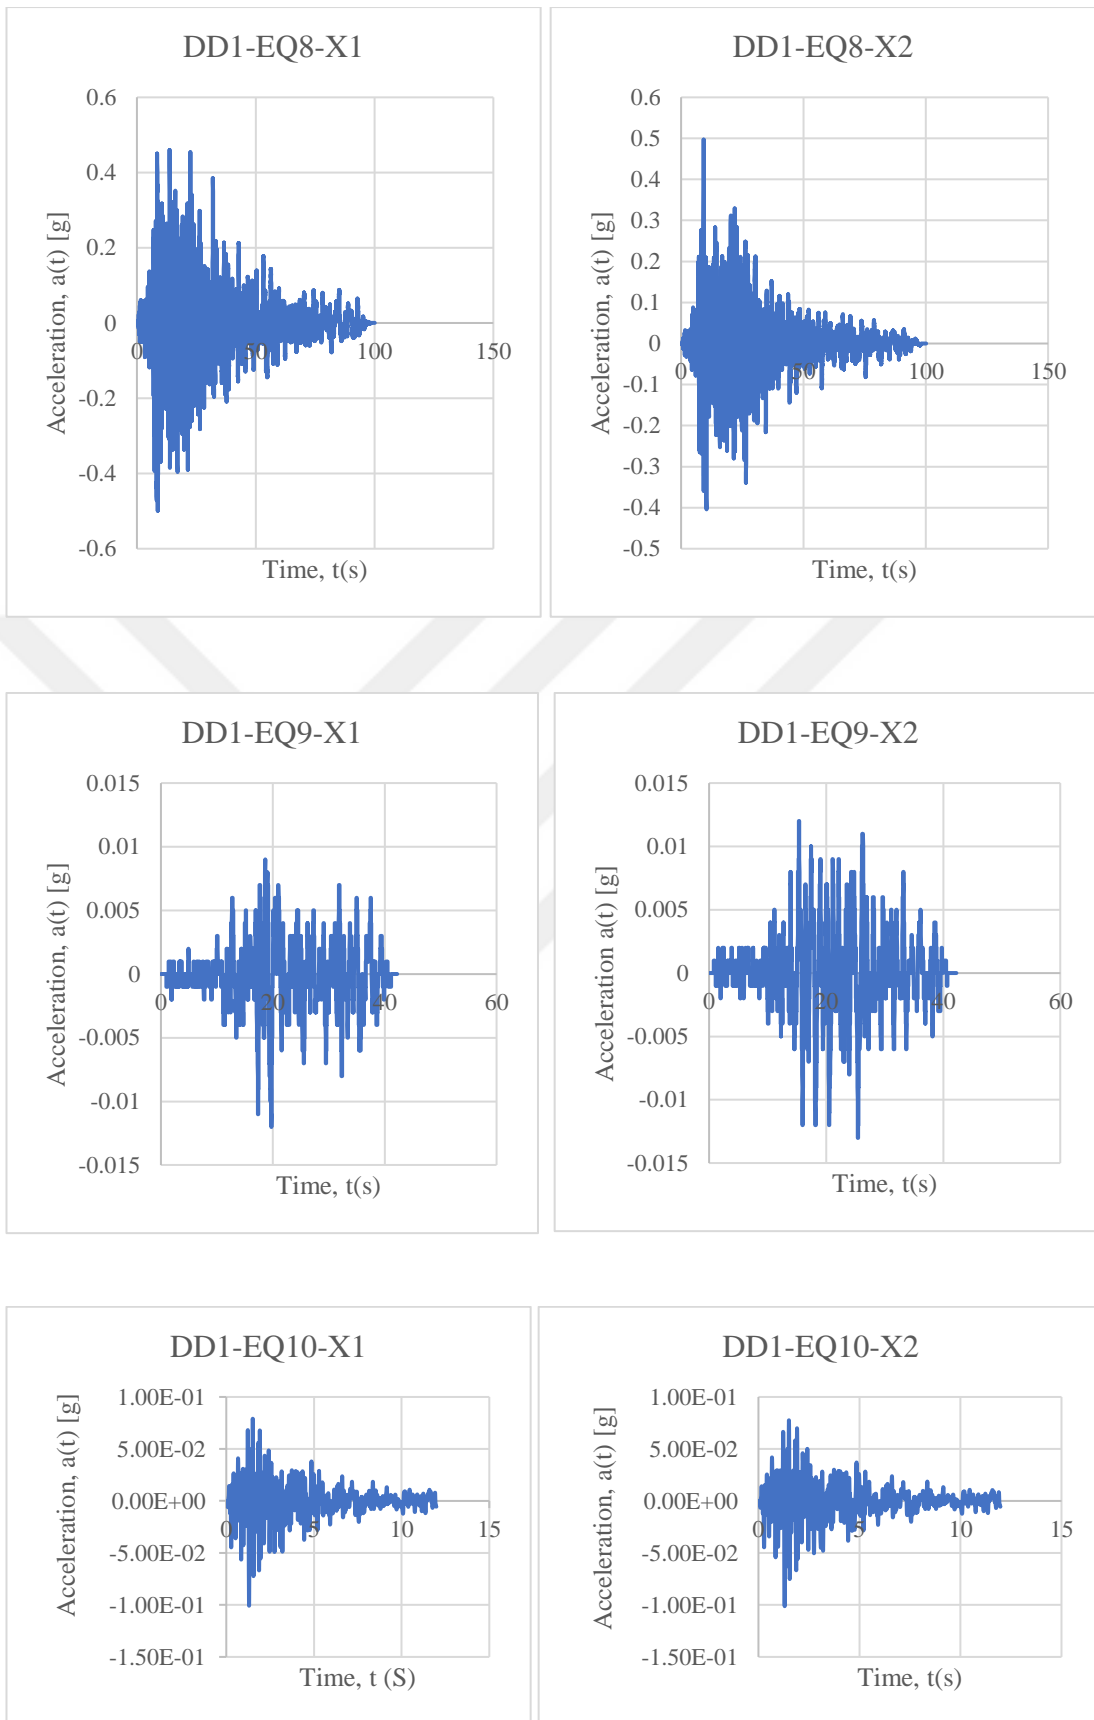 DD1-EQ8-X1
0.6
0.4
0.2
0
-0.2
-0.4
-0.6
0 50 100 150
Acceleration, a(t) [g]
Time, t(s)
DD1-EQ8-X2
0.6
0.5
0.4
0.3
0.2
0.1
0
-0.1
-0.2
-0.3
-0.4
-0.5
0 50 100 150
Acceleration, a(t) [g]
Time, t(s)
DD1-EQ9-X1
0.015
0.01
0.005
0
-0.005
-0.01
-0.015
0 20 40 60
Acceleration, a(t) [g]
Time, t(s)
DD1-EQ9-X2
0.015
0.01
0.005
0
-0.005
-0.01
-0.015
0 20 40 60
Acceleration a(t) [g]
Time, t(s)
DD1-EQ10-X1
1.00E-01
5.00E-02
0.00E+00
-5.00E-02
-1.00E-01
-1.50E-01
0 5 10 15
Acceleration, a(t) [g]
Time, t (S)
DD1-EQ10-X2
1.00E-01
5.00E-02
0.00E+00
-5.00E-02
-1.00E-01
-1.50E-01
0 5 10 15
Acceleration, a(t) [g]
Time, t(s)